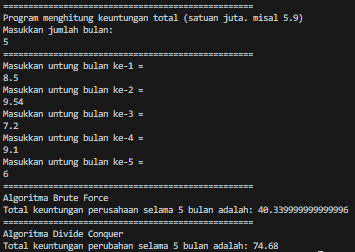 ==================================================
Program menghitung keuntungan total (satuan juta. misal 5.9)
Masukkan jumlah bulan:
5
==================================================
Masukkan untung bulan ke-1 =
8.5
Masukkan untung bulan ke-2 =
9.54
Masukkan untung bulan ke-3 =
7.2
Masukkan untung bulan ke-4 =
9.1
Masukkan untung bulan ke-5 =
6
==================================================
Algoritma Brute Force
Total keuntungan perusahaan selama 5 bulan adalah: 40.339999999999996
==================================================
Algoritma Divide Conquer
Total keuntungan perubahan selama 5 bulan adalah: 74.68
==================================================